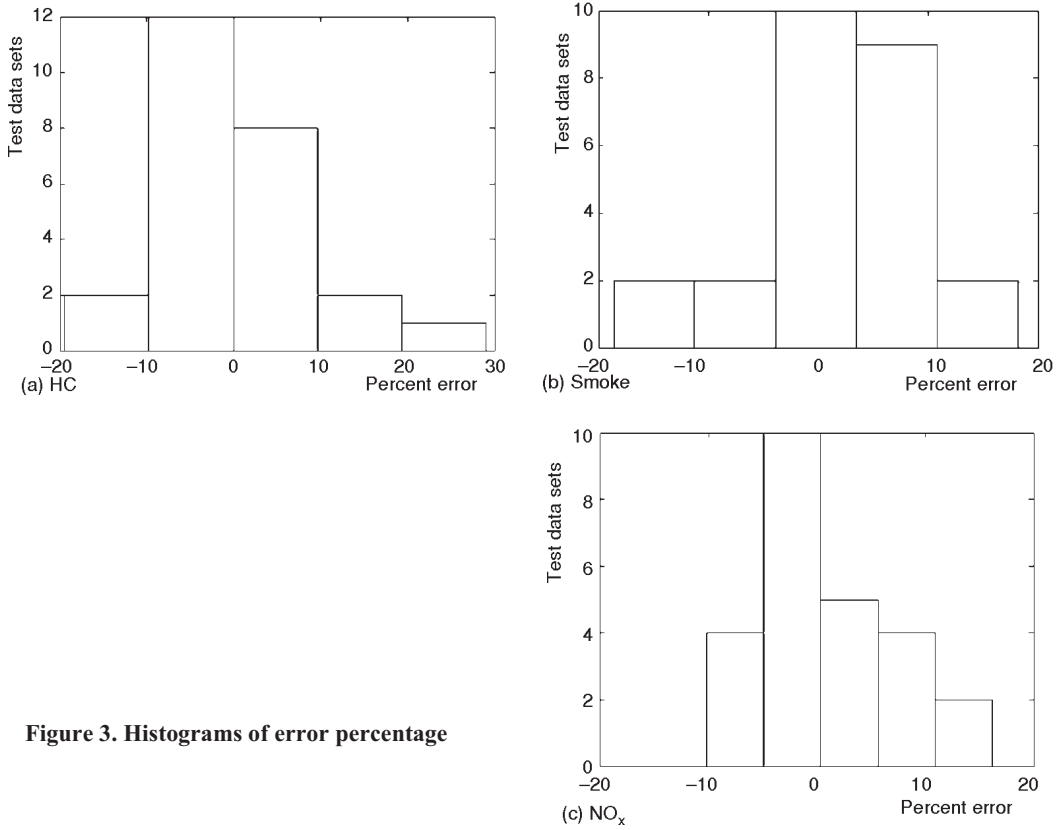 Test data sets
12
10
8
6
4
2
0
−20 −10 0 10 20 30
(a) HC Percent error
Test data sets
10
8
6
4
2
0
−20 −10 0 10 20
(b) Smoke Percent error
Test data sets
10
8
6
4
2
0
−20 −10 0 10 20
(c) NOx Percent error
Figure 3. Histograms of error percentage